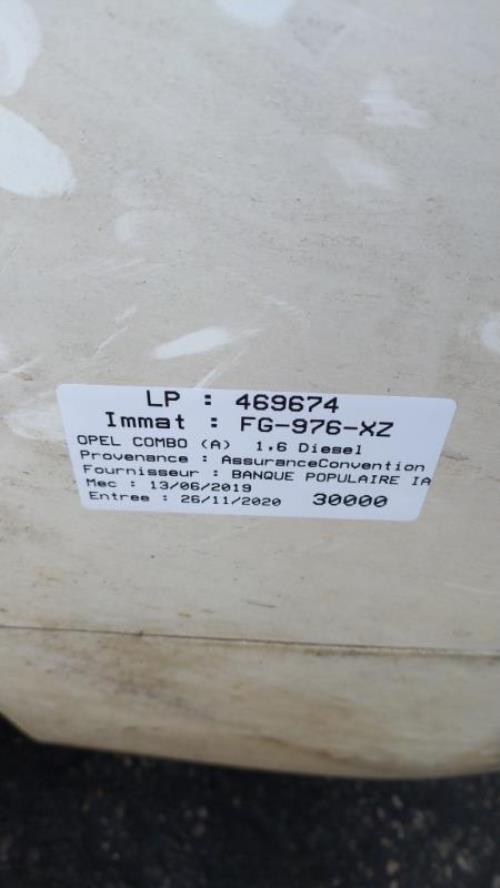 LP : 469674
Immat : FG-976-XZ
OPEL COMBO (A) 1.6 Diesel
Provenance : AssuranceConvention
Fournisseur : BANQUE POPULAIRE IA
Mec : 13/06/2019
Entree : 26/11/2020 30000